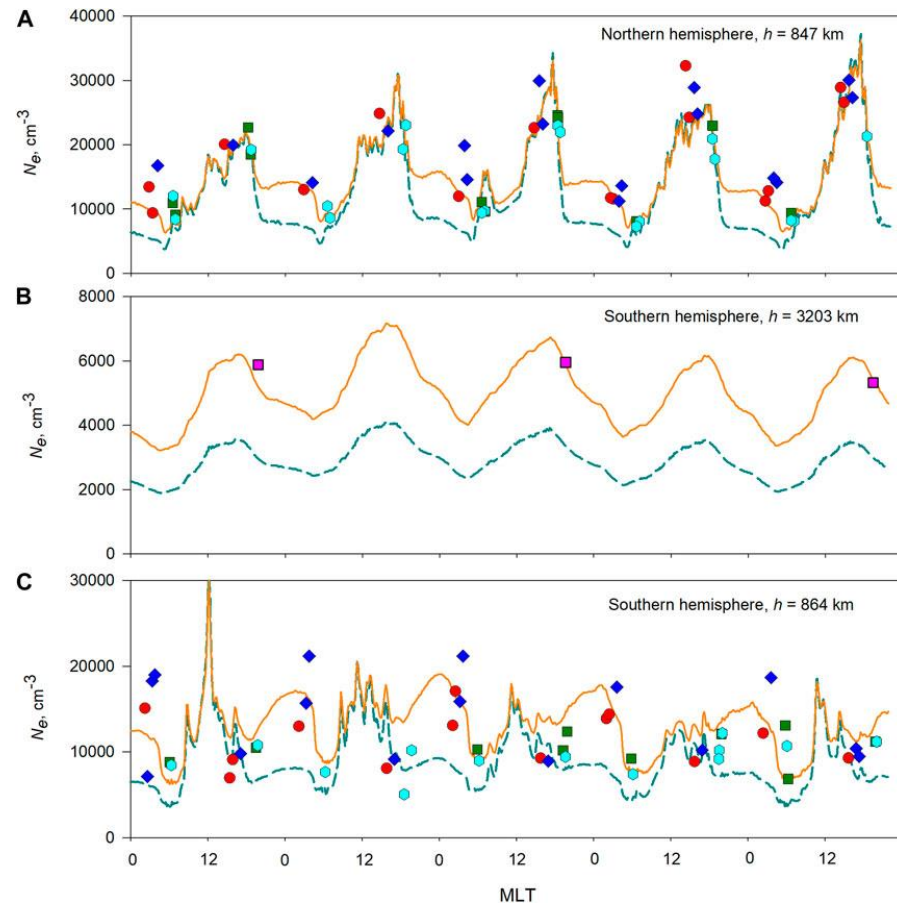 A
40000
Northern hemisphere, h = 847 km
30000
Ne, cm-3
20000
10000
0
B
8000
Southern hemisphere, h = 3203 km
6000
Ne, cm-3
4000
2000
0
C
30000
Southern hemisphere, h = 864 km
20000
Ne, cm-3
10000
0
0 12 0 12 0 12 0 12 0 12
MLT